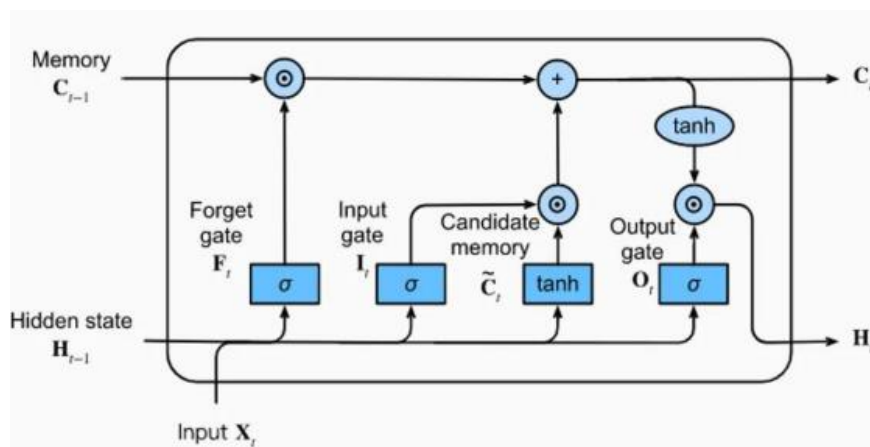 Memory
C_{t-1}
C_t
tanh
Forget
gate
F_t
Input
gate
I_t
Candidate
memory
C̃_t
Output
gate
O_t
σ
σ
tanh
σ
Hidden state
H_{t-1}
H
Input X_t